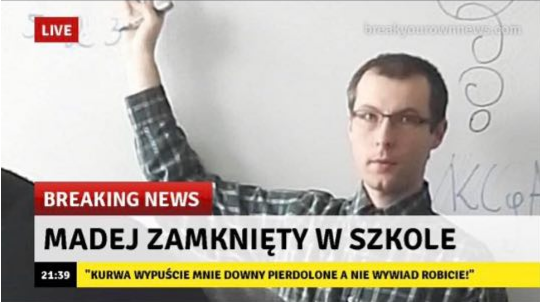 LIVE
breakyourownnews.com
BREAKING NEWS
MADEJ ZAMKNIĘTY W SZKOLE
21:39
"KURWA WYPUŚCIE MNIE DOWNY PIERDOLONE A NIE WYWIAD ROBICIE!"